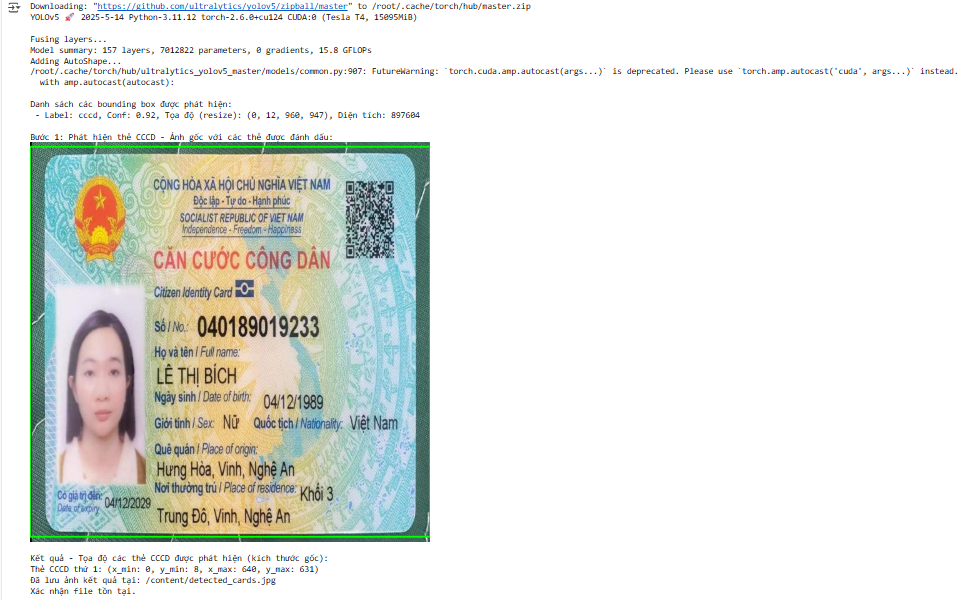 Downloading: "https://github.com/ultralytics/yolov5/zipball/master" to /root/.cache/torch/hub/master.zip
YOLOv5 🚀 2025-5-14 Python-3.11.12 torch-2.6.0+cu124 CUDA:0 (Tesla T4, 15095MiB)
Fusing layers...
Model summary: 157 layers, 7012822 parameters, 0 gradients, 15.8 GFLOPs
Adding AutoShape...
/root/.cache/torch/hub/ultralytics_yolov5_master/models/common.py:907: FutureWarning: `torch.cuda.amp.autocast(args...)` is deprecated. Please use `torch.amp.autocast('cuda', args...)` instead.
with amp.autocast(autocast):
Danh sách các bounding box được phát hiện:
- Label: cccd, Conf: 0.92, Tọa độ (resize): (0, 12, 960, 947), Diện tích: 897604
Bước 1: Phát hiện thẻ CCCD - Ảnh gốc với các thẻ được đánh dấu:
CỘNG HÒA XÃ HỘI CHỦ NGHĨA VIỆT NAM
Độc lập - Tự do - Hạnh phúc
SOCIALIST REPUBLIC OF VIET NAM
Independence - Freedom - Happiness
CĂN CƯỚC CÔNG DÂN
Citizen Identity Card
Số / No.: 040189019233
Họ và tên / Full name:
LÊ THỊ BÍCH
Ngày sinh / Date of birth: 04/12/1989
Giới tính / Sex: Nữ Quốc tịch / Nationality: Việt Nam
Quê quán / Place of origin:
Hưng Hòa, Vinh, Nghệ An
Nơi thường trú / Place of residence: Khối 3
Trung Đô, Vinh, Nghệ An
Có giá trị đến: 04/12/2029
Date of expiry
Kết quả - Tọa độ các thẻ CCCD được phát hiện (kích thước gốc):
Thẻ CCCD thứ 1: (x_min: 0, y_min: 8, x_max: 640, y_max: 631)
Đã lưu ảnh kết quả tại: /content/detected_cards.jpg
Xác nhận file tồn tại.